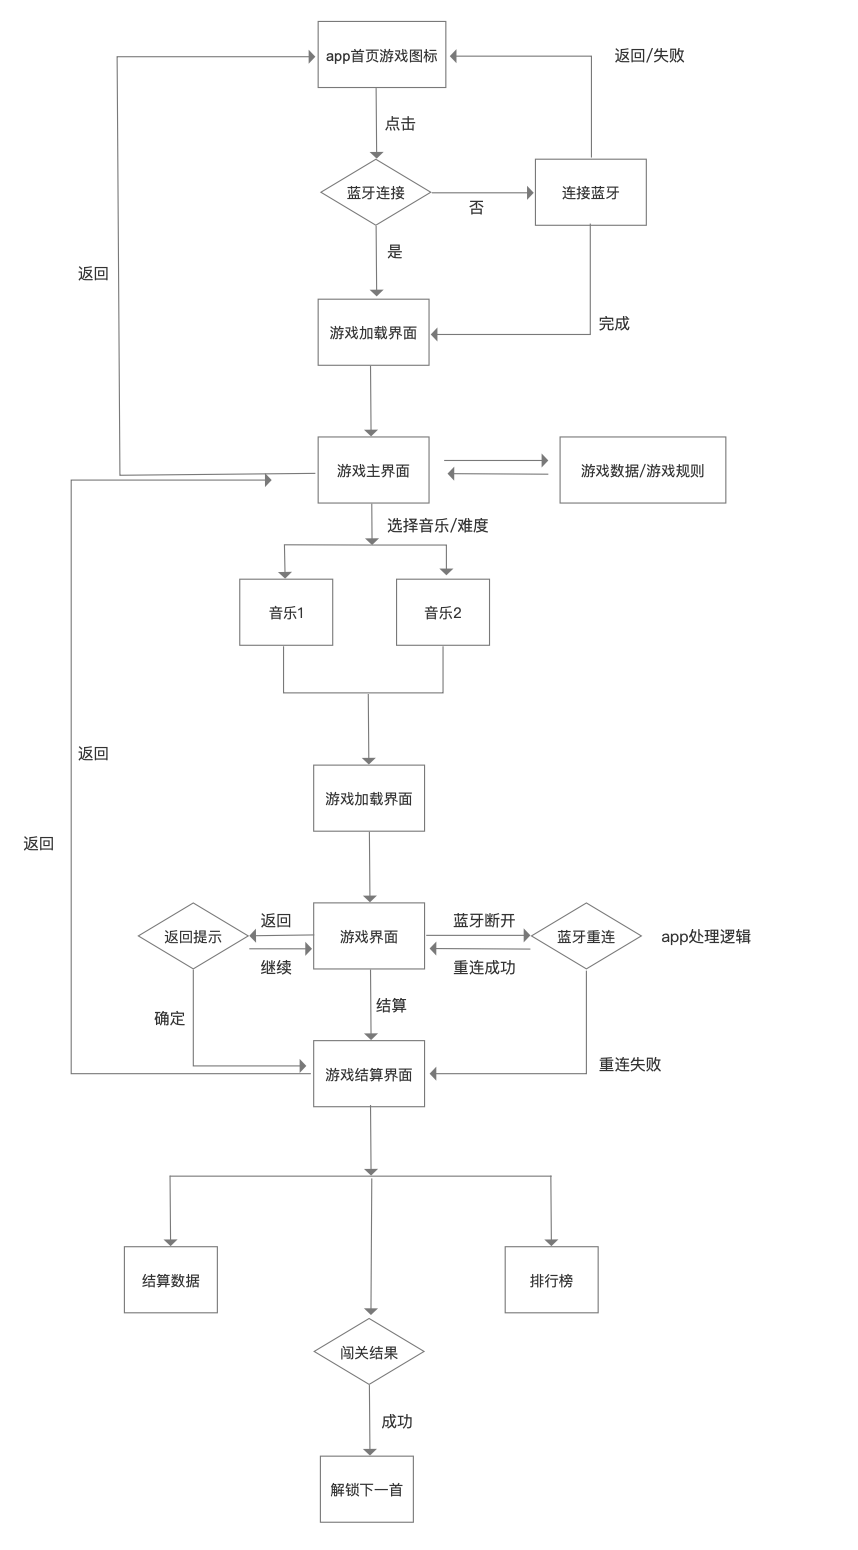 app首页游戏图标
返回/失败
点击
蓝牙连接
否
连接蓝牙
是
返回
游戏加载界面
完成
游戏主界面
游戏数据/游戏规则
选择音乐/难度
音乐1
音乐2
返回
游戏加载界面
返回
返回提示
返回
继续
游戏界面
蓝牙断开
重连成功
蓝牙重连
app处理逻辑
结算
确定
游戏结算界面
重连失败
结算数据
排行榜
闯关结果
成功
解锁下一首